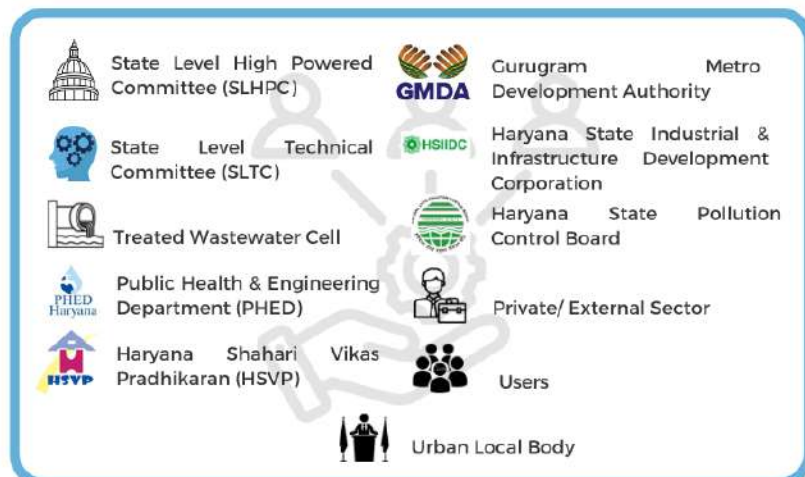 State Level High Powered
Committee (SLHPC)
State Level Technical
Committee (SLTC)
Treated Wastewater Cell
PHED
Haryana
Public Health & Engineering
Department (PHED)
HSVP
Haryana Shahari Vikas
Pradhikaran (HSVP)
GMDA
Gurugram Metro
Development Authority
HSIIDC
Haryana State Industrial &
Infrastructure Development
Corporation
Haryana State Pollution
Control Board
Private/ External Sector
Users
Urban Local Body